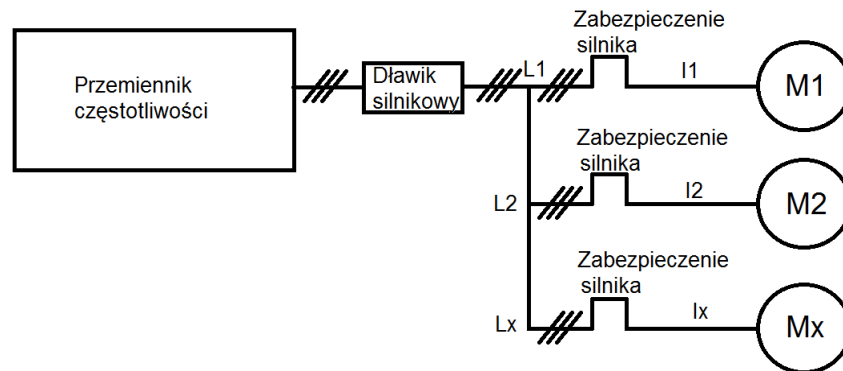 Przemiennik
częstotliwości
Dławik
silnikowy
L1
Zabezpieczenie
silnika
I1
M1
L2
Zabezpieczenie
silnika
I2
M2
Lx
Zabezpieczenie
silnika
Ix
Mx